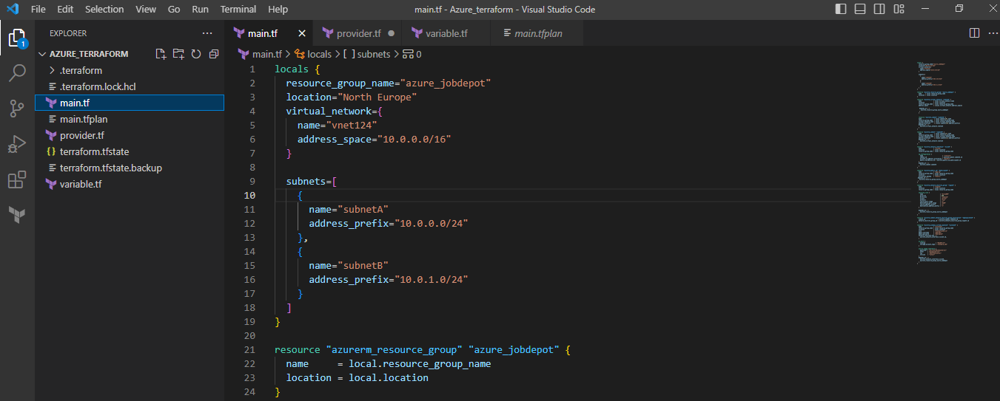 File Edit Selection View Go Run Terminal Help
main.tf - Azure_terraform - Visual Studio Code
EXPLORER
1
AZURE_TERRAFORM
.terraform
.terraform.lock.hcl
main.tf
main.tfplan
provider.tf
{} terraform.tfstate
terraform.tfstate.backup
variable.tf
main.tf provider.tf variable.tf main.tfplan
main.tf > locals > [ ] subnets > 0
1 locals {
2   resource_group_name="azure_jobdepot"
3   location="North Europe"
4   virtual_network={
5     name="vnet124"
6     address_space="10.0.0.0/16"
7   }
8
9   subnets=[
10     {
11       name="subnetA"
12       address_prefix="10.0.0.0/24"
13     },
14     {
15       name="subnetB"
16       address_prefix="10.0.1.0/24"
17     }
18   ]
19 }
20
21 resource "azurerm_resource_group" "azure_jobdepot" {
22   name     = local.resource_group_name
23   location = local.location
24 }